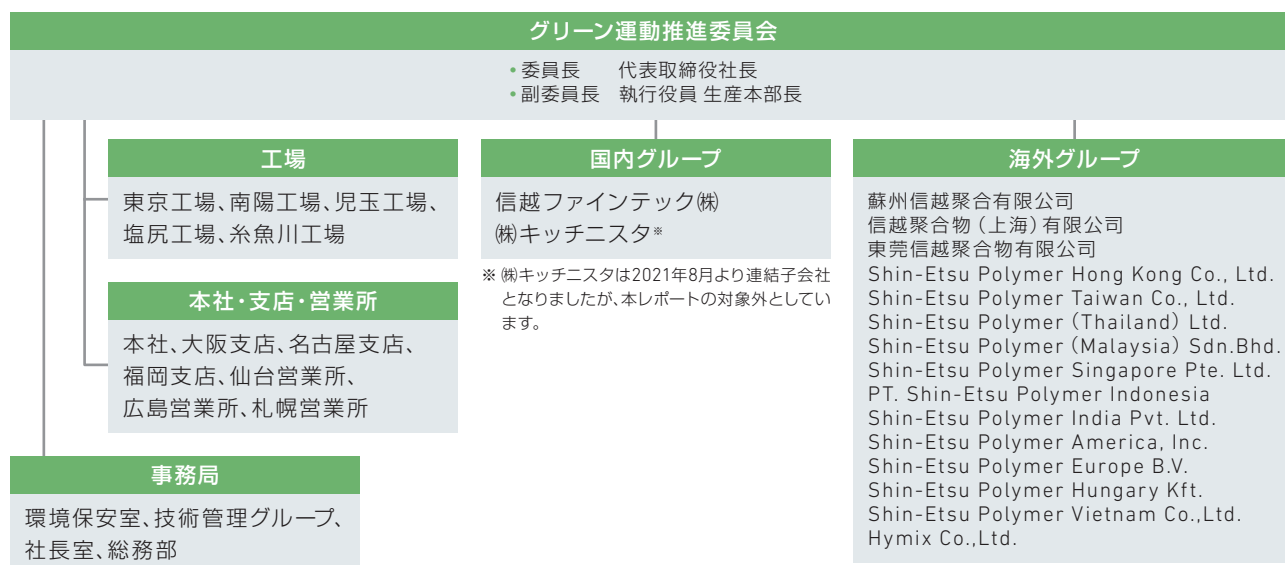 グリーン運動推進委員会
•委員長　代表取締役社長
•副委員長　執行役員 生産本部長
工場
東京工場、南陽工場、児玉工場、
塩尻工場、糸魚川工場
本社・支店・営業所
本社、大阪支店、名古屋支店、
福岡支店、仙台営業所、
広島営業所、札幌営業所
事務局
環境保安室、技術管理グループ、
社長室、総務部
国内グループ
信越ファインテック㈱
㈱キッチニスタ※
※ ㈱キッチニスタは2021年8月より連結子会社
となりましたが、本レポートの対象外としてい
ます。
海外グループ
蘇州信越聚合有限公司
信越聚合物（上海）有限公司
東莞信越聚合物有限公司
Shin-Etsu Polymer Hong Kong Co., Ltd.
Shin-Etsu Polymer Taiwan Co., Ltd.
Shin-Etsu Polymer（Thailand）Ltd.
Shin-Etsu Polymer（Malaysia）Sdn.Bhd.
Shin-Etsu Polymer Singapore Pte. Ltd.
PT. Shin-Etsu Polymer Indonesia
Shin-Etsu Polymer India Pvt. Ltd.
Shin-Etsu Polymer America, Inc.
Shin-Etsu Polymer Europe B.V.
Shin-Etsu Polymer Hungary Kft.
Shin-Etsu Polymer Vietnam Co.,Ltd.
Hymix Co.,Ltd.